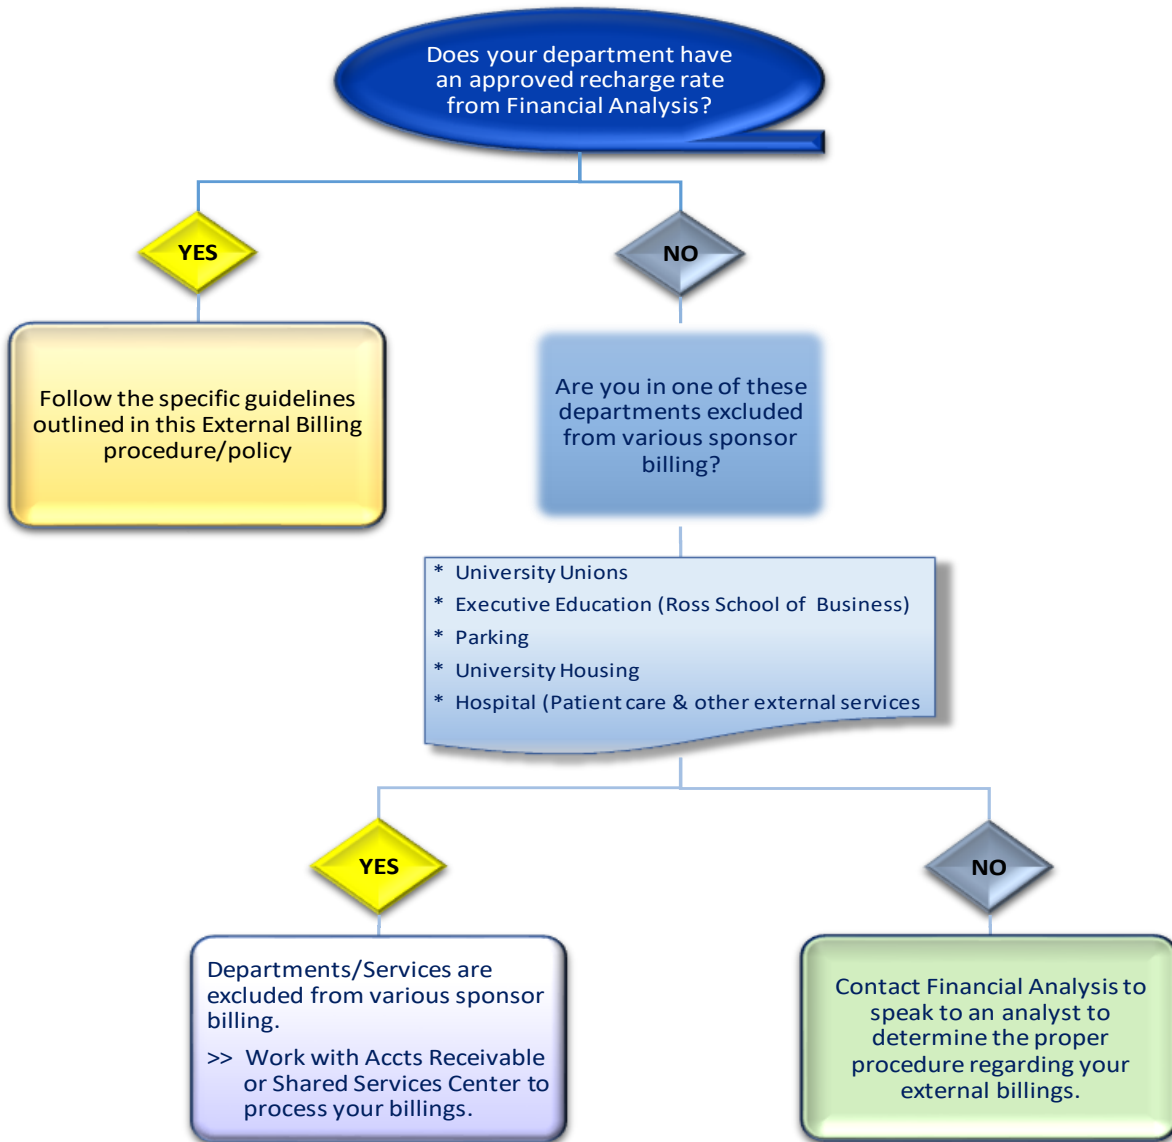 Does your department have
an approved recharge rate
from Financial Analysis?
YES
NO
Follow the specific guidelines
outlined in this External Billing
procedure/policy
Are you in one of these
departments excluded
from various sponsor
billing?
* University Unions
* Executive Education (Ross School of Business)
* Parking
* University Housing
* Hospital (Patient care & other external services
YES
NO
Departments/Services are
excluded from various sponsor
billing.
>> Work with Accts Receivable
or Shared Services Center to
process your billings.
Contact Financial Analysis to
speak to an analyst to
determine the proper
procedure regarding your
external billings.